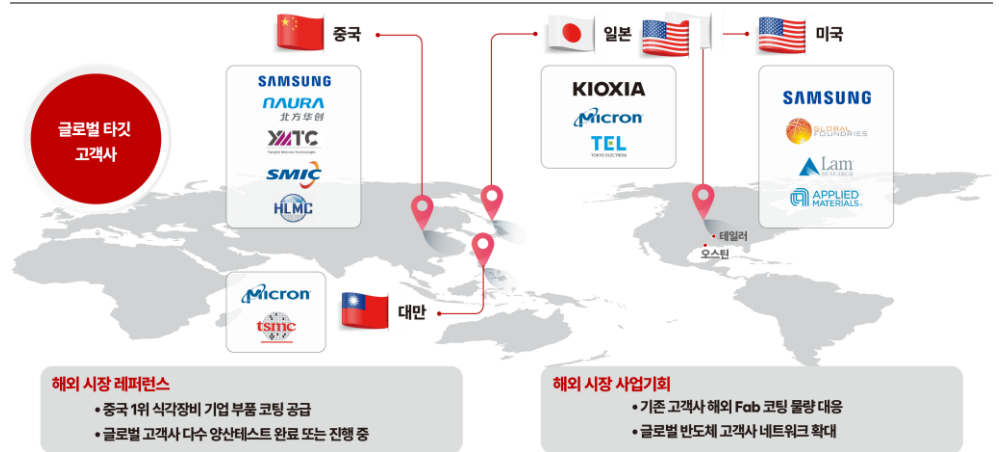 중국
일본
미국
글로벌 타깃
고객사
SAMSUNG
NAURA
北方华创
YMTC
Yangtze Memory Technologies
SMIC
HLMC
KIOXIA
Micron
TEL
TOKYO ELECTRON
SAMSUNG
GLOBAL
FOUNDRIES
Lam
RESEARCH
APPLIED
MATERIALS
테일러
오스틴
Micron
tsmc
대만
해외 시장 레퍼런스
• 중국 1위 식각장비 기업 부품 코팅 공급
• 글로벌 고객사 다수 양산테스트 완료 또는 진행 중
해외 시장 사업기회
• 기존 고객사 해외 Fab 코팅 물량 대응
• 글로벌 반도체 고객사 네트워크 확대